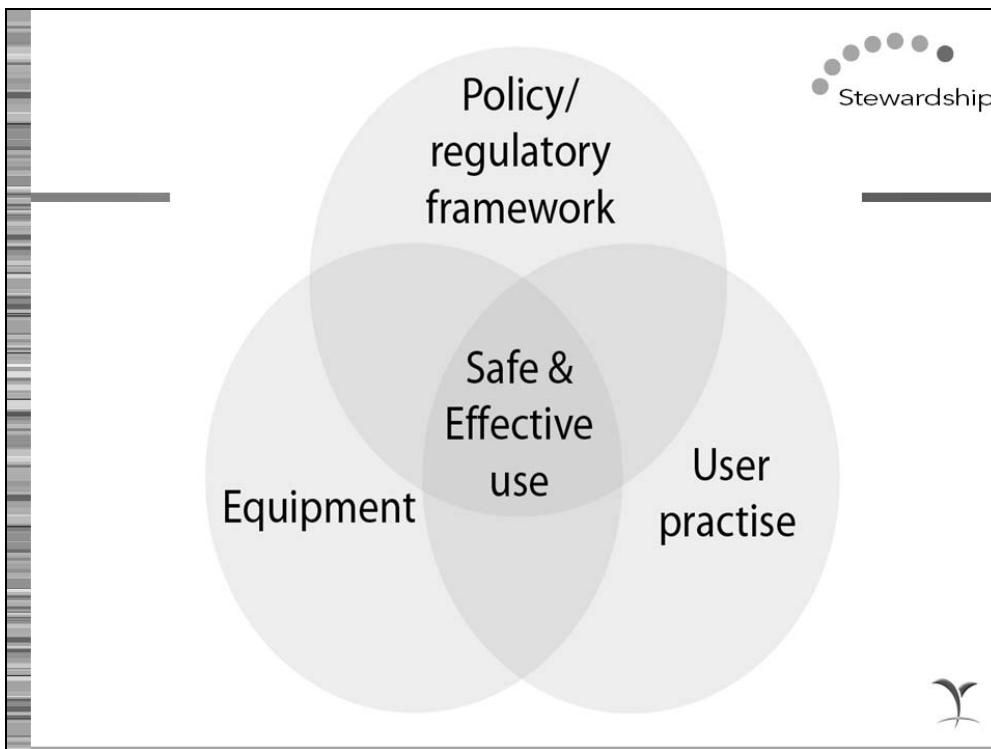 Stewardship
Policy/
regulatory
framework
Safe &
Effective
use
Equipment
User
practise